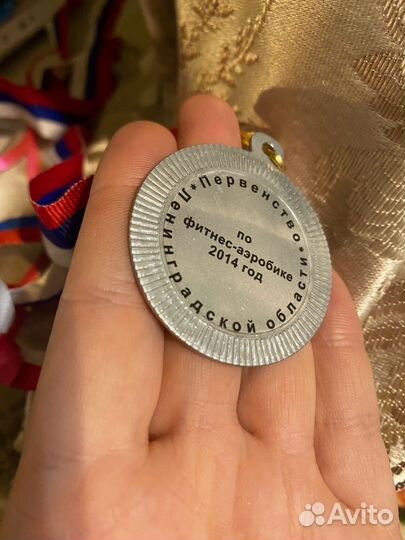 *Первенство*
Ленинградской области
по
фитнес-аэробике
2014 год
Avito